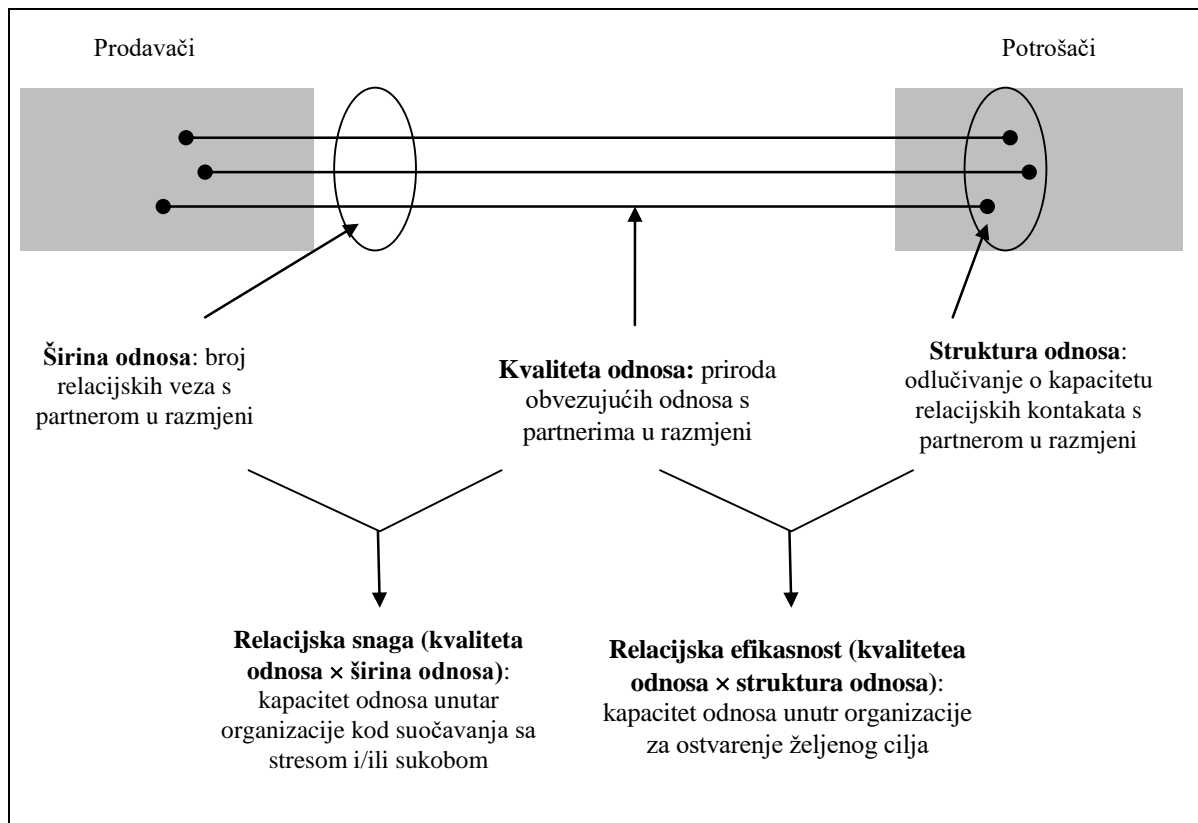 Prodavači
Potrošači
Širina odnosa: broj
relacijskih veza s
partnerom u razmjeni
Kvaliteta odnosa: priroda
obvezujućih odnosa s
partnerima u razmjeni
Struktura odnosa:
odlučivanje o kapacitetu
relacijskih kontakata s
partnerom u razmjeni
Relacijska snaga (kvaliteta
odnosa × širina odnosa):
kapacitet odnosa unutar
organizacije kod suočavanja sa
stresom i/ili sukobom
Relacijska efikasnost (kvalitetea
odnosa × struktura odnosa):
kapacitet odnosa unutr organizacije
za ostvarenje željenog cilja